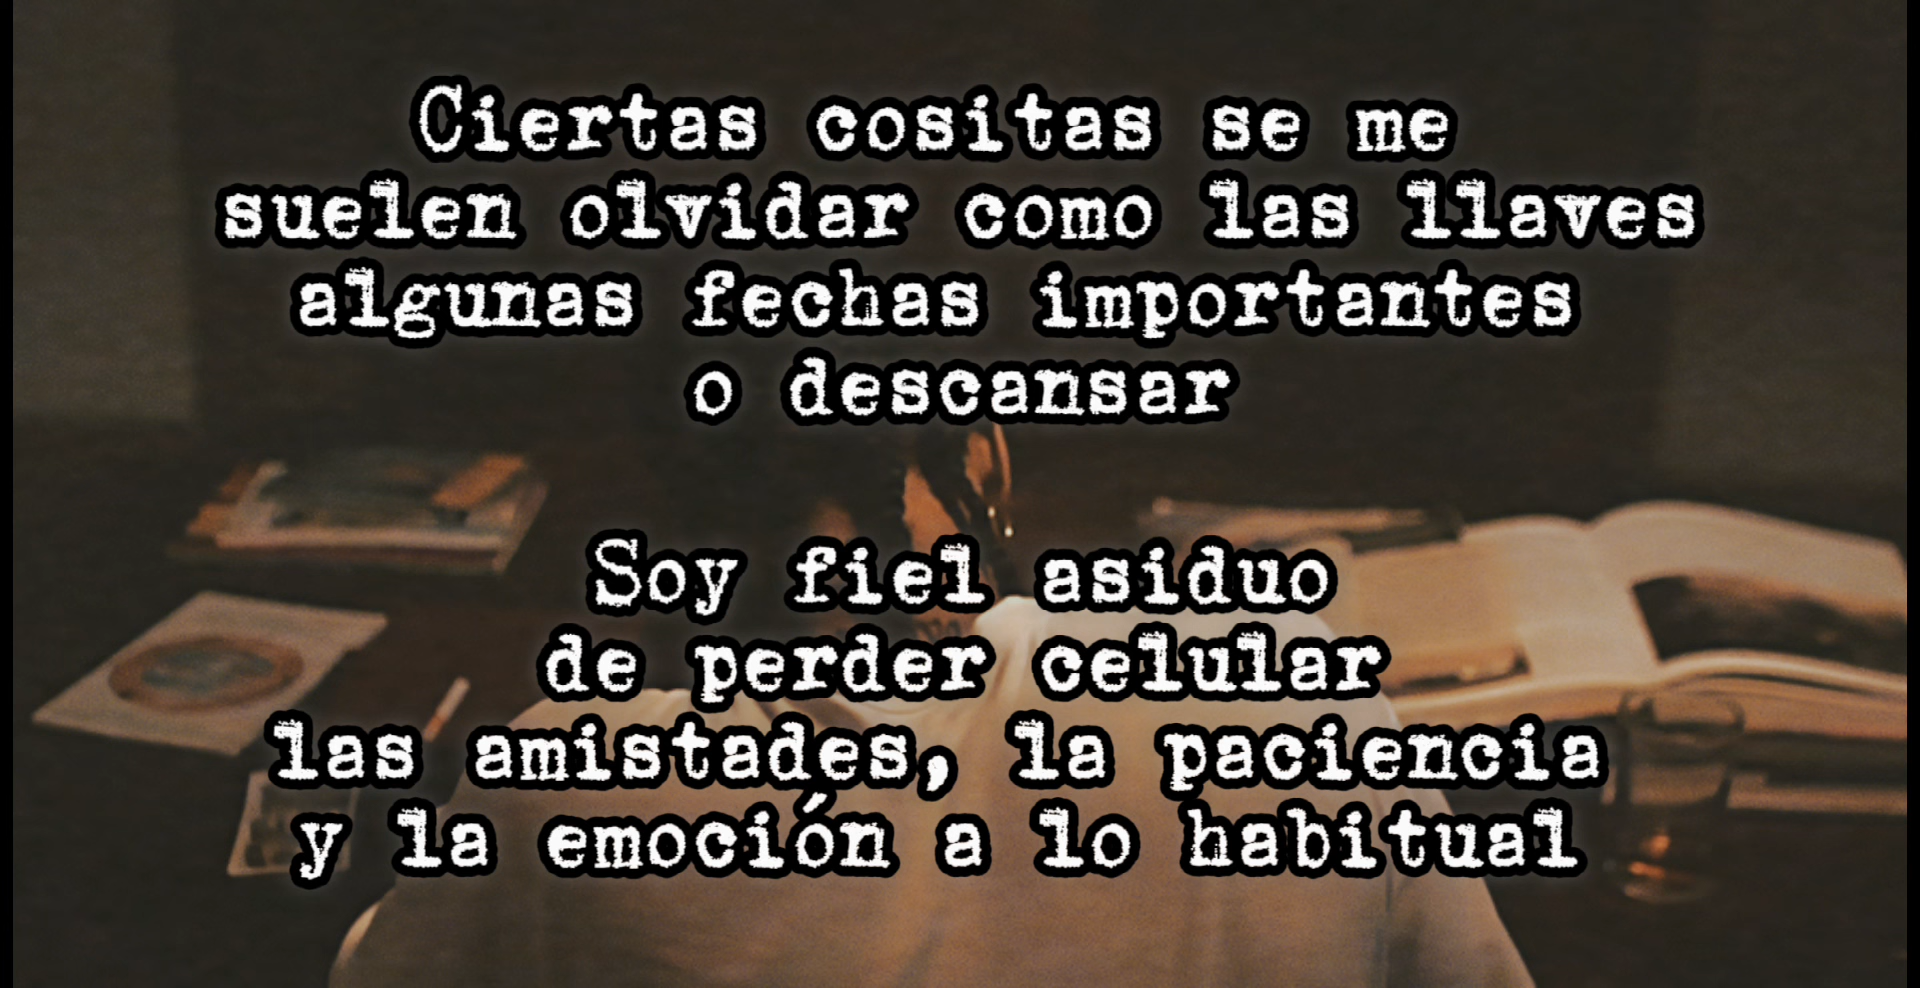 Ciertas cositas se me
suelen olvidar como las llaves
algunas fechas importantes
o descansar
Soy fiel asiduo
de perder celular
las amistades, la paciencia
y la emoción a lo habitual